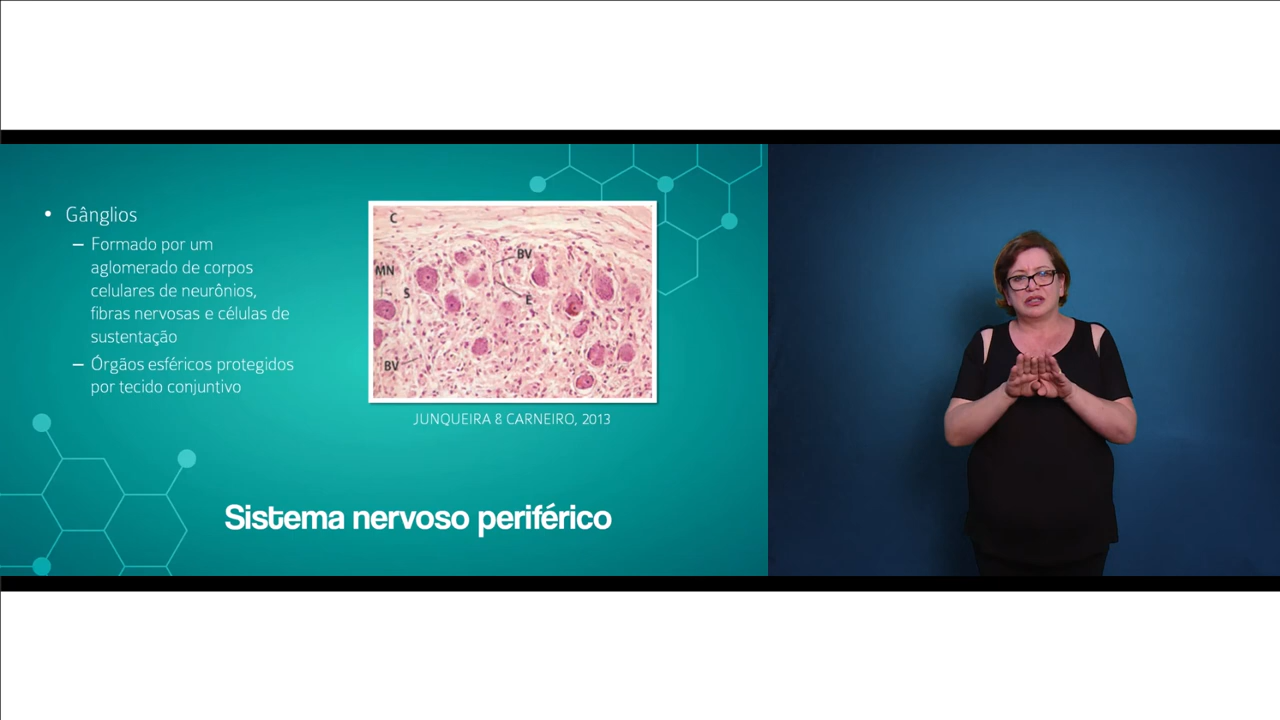 • Gânglios
– Formado por um
aglomerado de corpos
celulares de neurônios,
fibras nervosas e células de
sustentação
– Órgãos esféricos protegidos
por tecido conjuntivo
C
BV
MN
S
E
BV
JUNQUEIRA & CARNEIRO, 2013
Sistema nervoso periférico